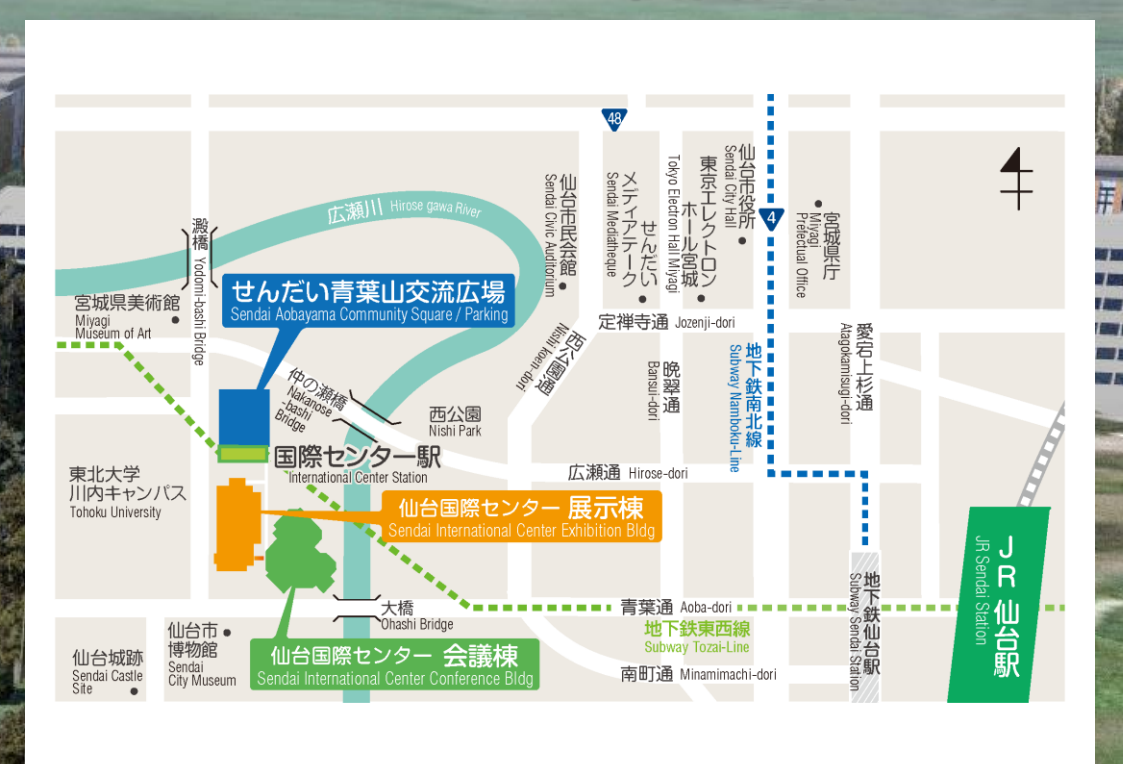 48
仙台市役所
Sendai City Hall
東京エレクトロン
ホール宮城
Tokyo Electron Hall Miyagi
せんだい
メディアテーク
Sendai Mediatheque
仙台市民会館
Sendai Civic Auditorium
4
宮城県庁
Miyagi
Prefectual Office
広瀬川 Hirose gawa River
澱橋 Yodomi-bashi Bridge
せんだい青葉山交流広場
Sendai Aobayama Community Square / Parking
宮城県美術館
Miyagi
Museum of Art
定禅寺通 Jozenji-dori
西公園通
Nishi koen-dori
晩翠通
Bansui-dori
地下鉄南北線
Subway Namboku-Line
愛宕上杉通
Atagokamisugi-dori
仲の瀬橋
Nakanose
-bashi
Bridge
西公園
Nishi Park
国際センター駅
International Center Station
広瀬通 Hirose-dori
東北大学
川内キャンパス
Tohoku University
仙台国際センター 展示棟
Sendai International Center Exhibition Bldg
JR 仙台駅
JR Sendai Station
地下鉄仙台駅
Subway Sendai Station
大橋
Ohashi Bridge
青葉通 Aoba-dori
地下鉄東西線
Subway Tozai-Line
仙台市
博物館
Sendai
City Museum
仙台国際センター 会議棟
Sendai International Center Conference Bldg
仙台城跡
Sendai Castle
Site
南町通 Minamimachi-dori